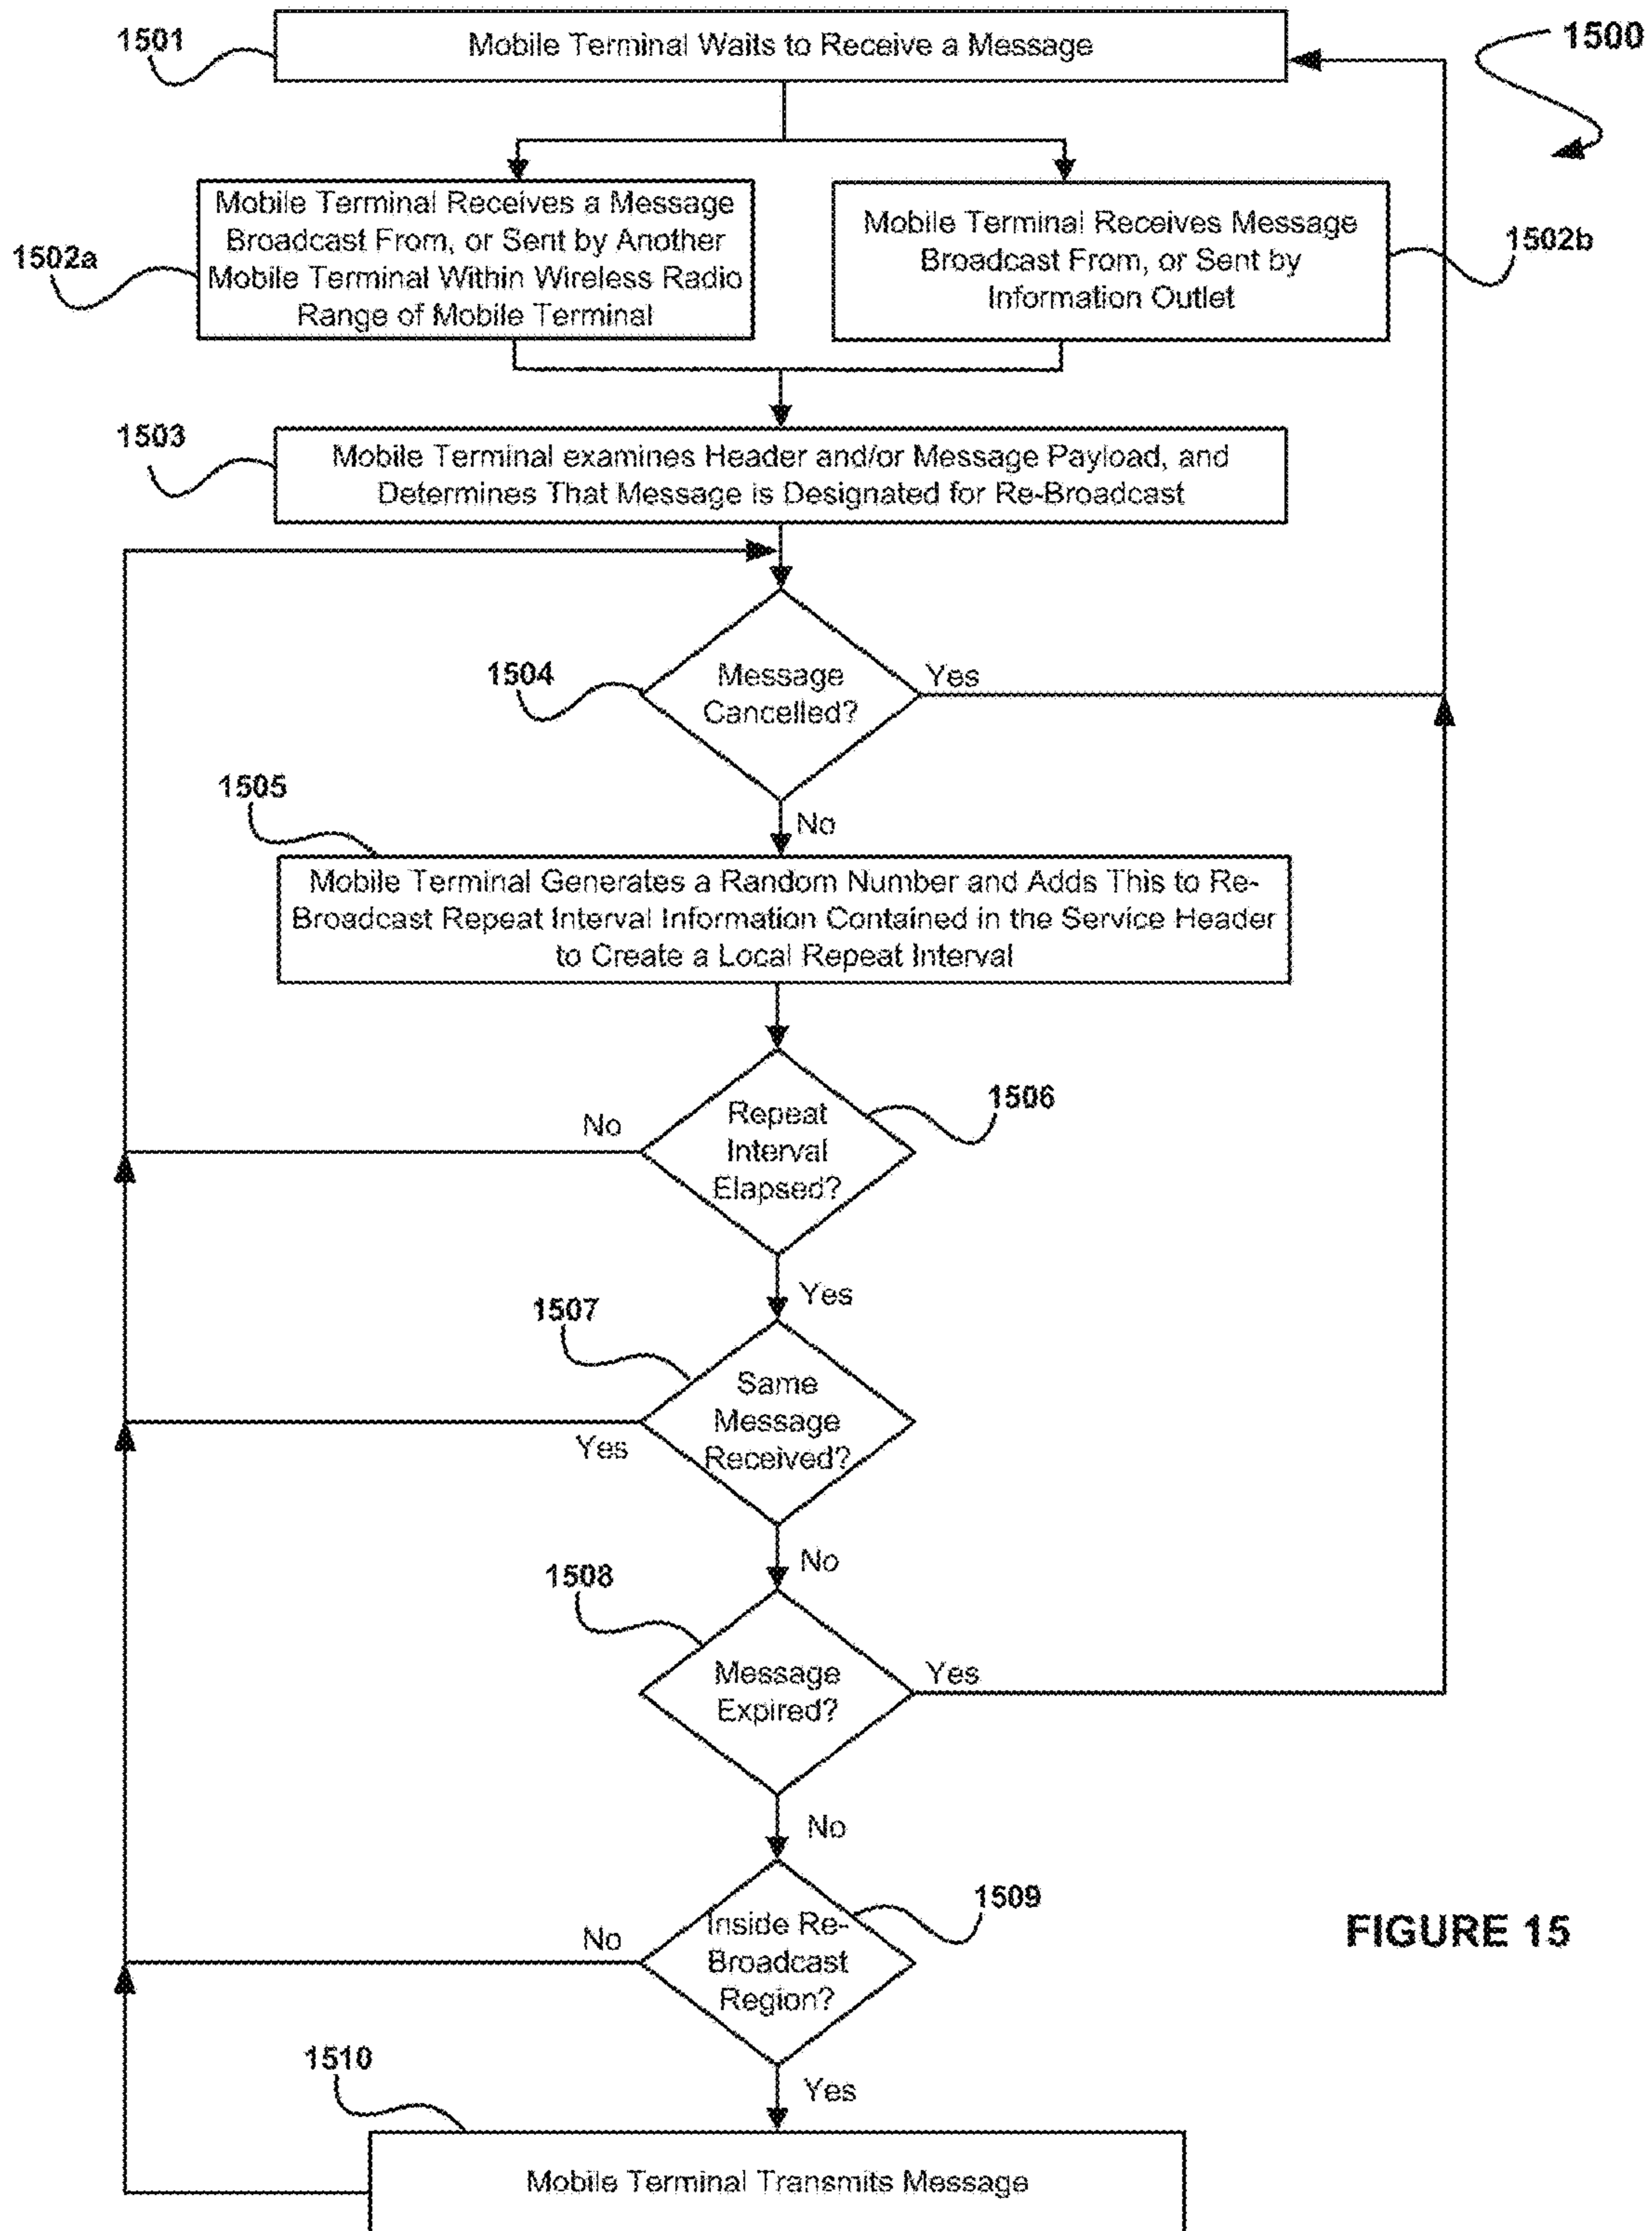 1500
1501
Mobile Terminal Waits to Receive a Message
1502a
Mobile Terminal Receives a Message
Broadcast From, or Sent by Another
Mobile Terminal Within Wireless Radio
Range of Mobile Terminal
Mobile Terminal Receives Message
Broadcast From, or Sent by
Information Outlet
1502b
1503
Mobile Terminal examines Header and/or Message Payload, and
Determines That Message is Designated for Re-Broadcast
1504
Message
Cancelled?
Yes
No
1505
Mobile Terminal Generates a Random Number and Adds This to Re-
Broadcast Repeat Interval Information Contained in the Service Header
to Create a Local Repeat Interval
1506
Repeat
Interval
Elapsed?
No
Yes
1507
Same
Message
Received?
Yes
No
1508
Message
Expired?
Yes
No
1509
Inside Re-
Broadcast
Region?
No
Yes
1510
Mobile Terminal Transmits Message
FIGURE 15